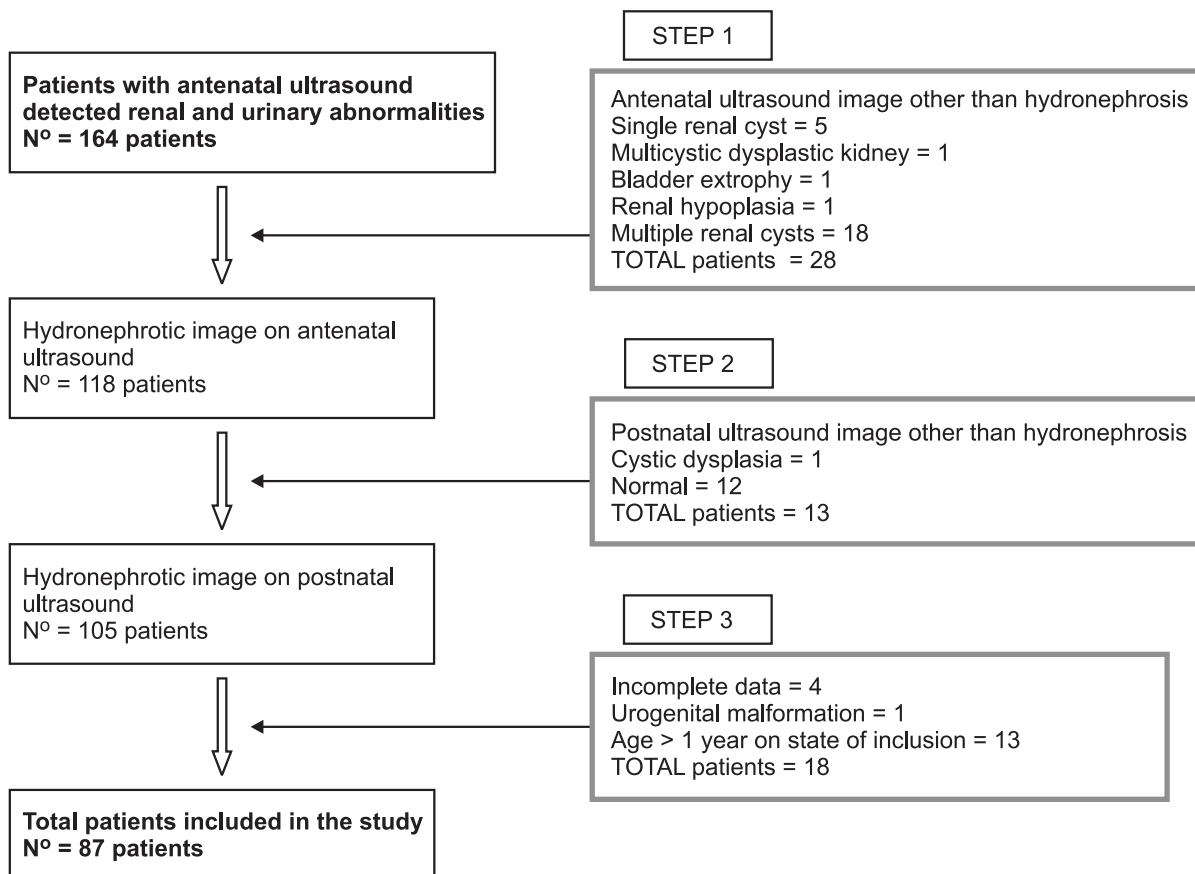 Patients with antenatal ultrasound
detected renal and urinary abnormalities
Nº = 164 patients
STEP 1
Antenatal ultrasound image other than hydronephrosis
Single renal cyst = 5
Multicystic dysplastic kidney = 1
Bladder extrophy = 1
Renal hypoplasia = 1
Multiple renal cysts = 18
TOTAL patients = 28
Hydronephrotic image on antenatal
ultrasound
Nº = 118 patients
STEP 2
Postnatal ultrasound image other than hydronephrosis
Cystic dysplasia = 1
Normal = 12
TOTAL patients = 13
Hydronephrotic image on postnatal
ultrasound
Nº = 105 patients
STEP 3
Incomplete data = 4
Urogenital malformation = 1
Age > 1 year on state of inclusion = 13
TOTAL patients = 18
Total patients included in the study
Nº = 87 patients